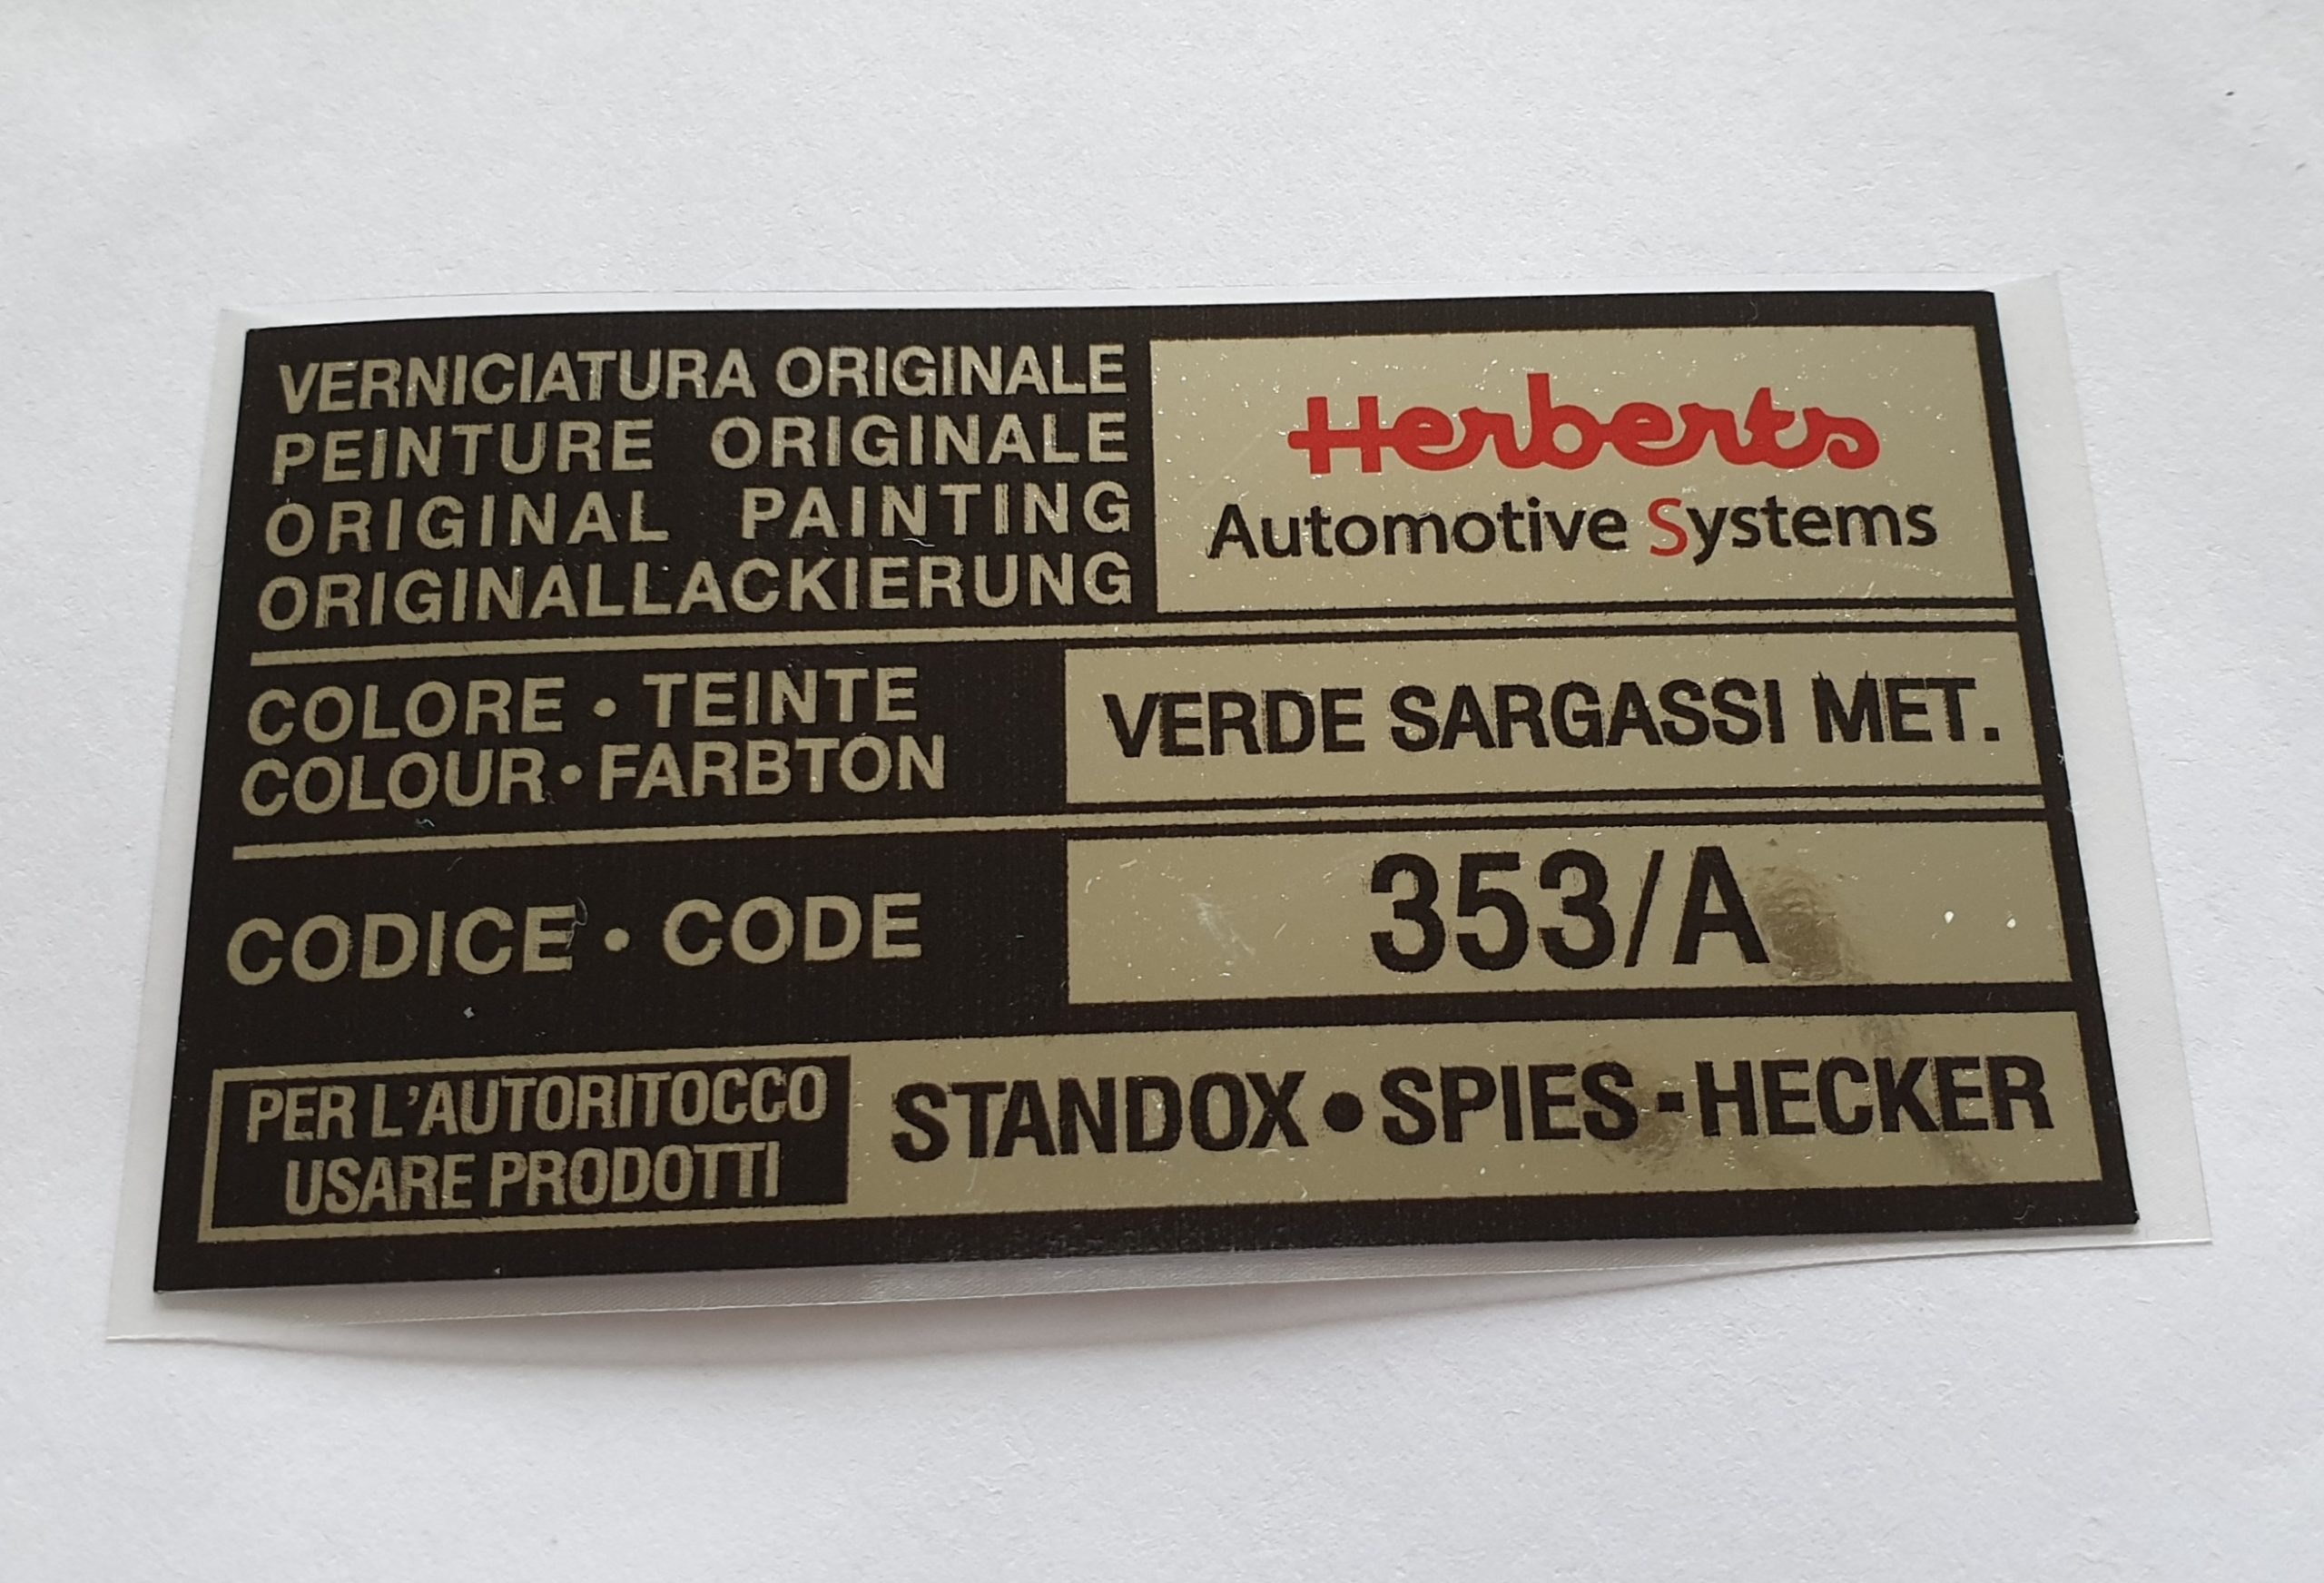 VERNICIATURA ORIGINALE
PEINTURE ORIGINALE
ORIGINAL PAINTING
ORIGINALLACKIERUNG
Herberts
Automotive Systems
COLORE • TEINTE
COLOUR • FARBTON
VERDE SARGASSI MET.
CODICE • CODE
353/A
PER L'AUTORITOCCO
USARE PRODOTTI
STANDOX • SPIES-HECKER